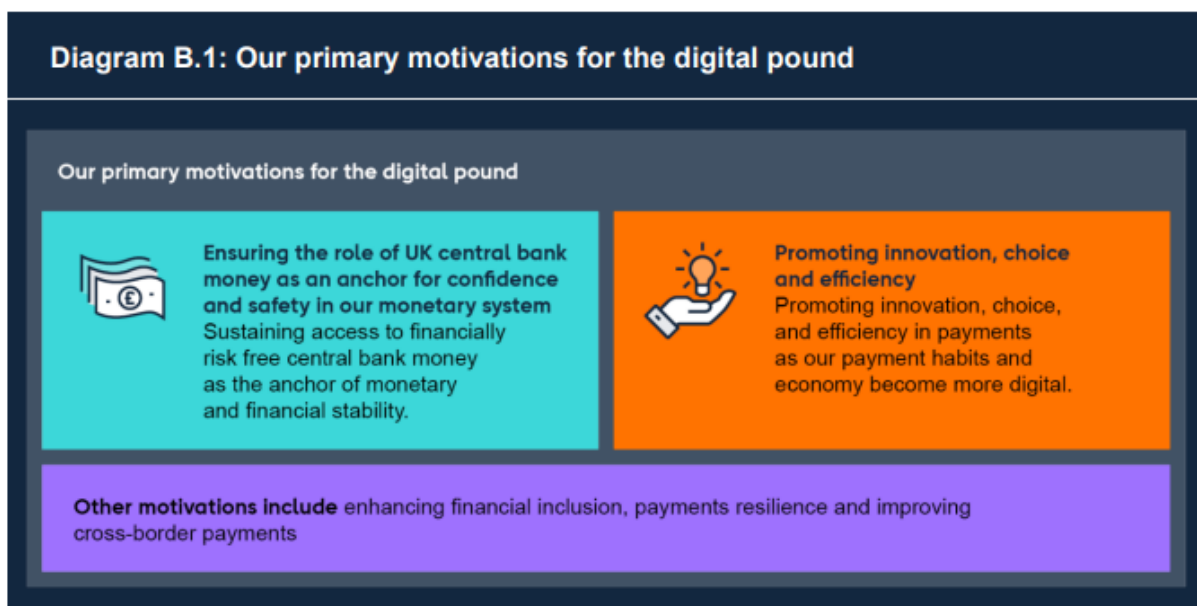 Diagram B.1: Our primary motivations for the digital pound
Our primary motivations for the digital pound
£
Ensuring the role of UK central bank
money as an anchor for confidence
and safety in our monetary system
Sustaining access to financially
risk free central bank money
as the anchor of monetary
and financial stability.
Promoting innovation, choice
and efficiency
Promoting innovation, choice,
and efficiency in payments
as our payment habits and
economy become more digital.
Other motivations include enhancing financial inclusion, payments resilience and improving
cross-border payments